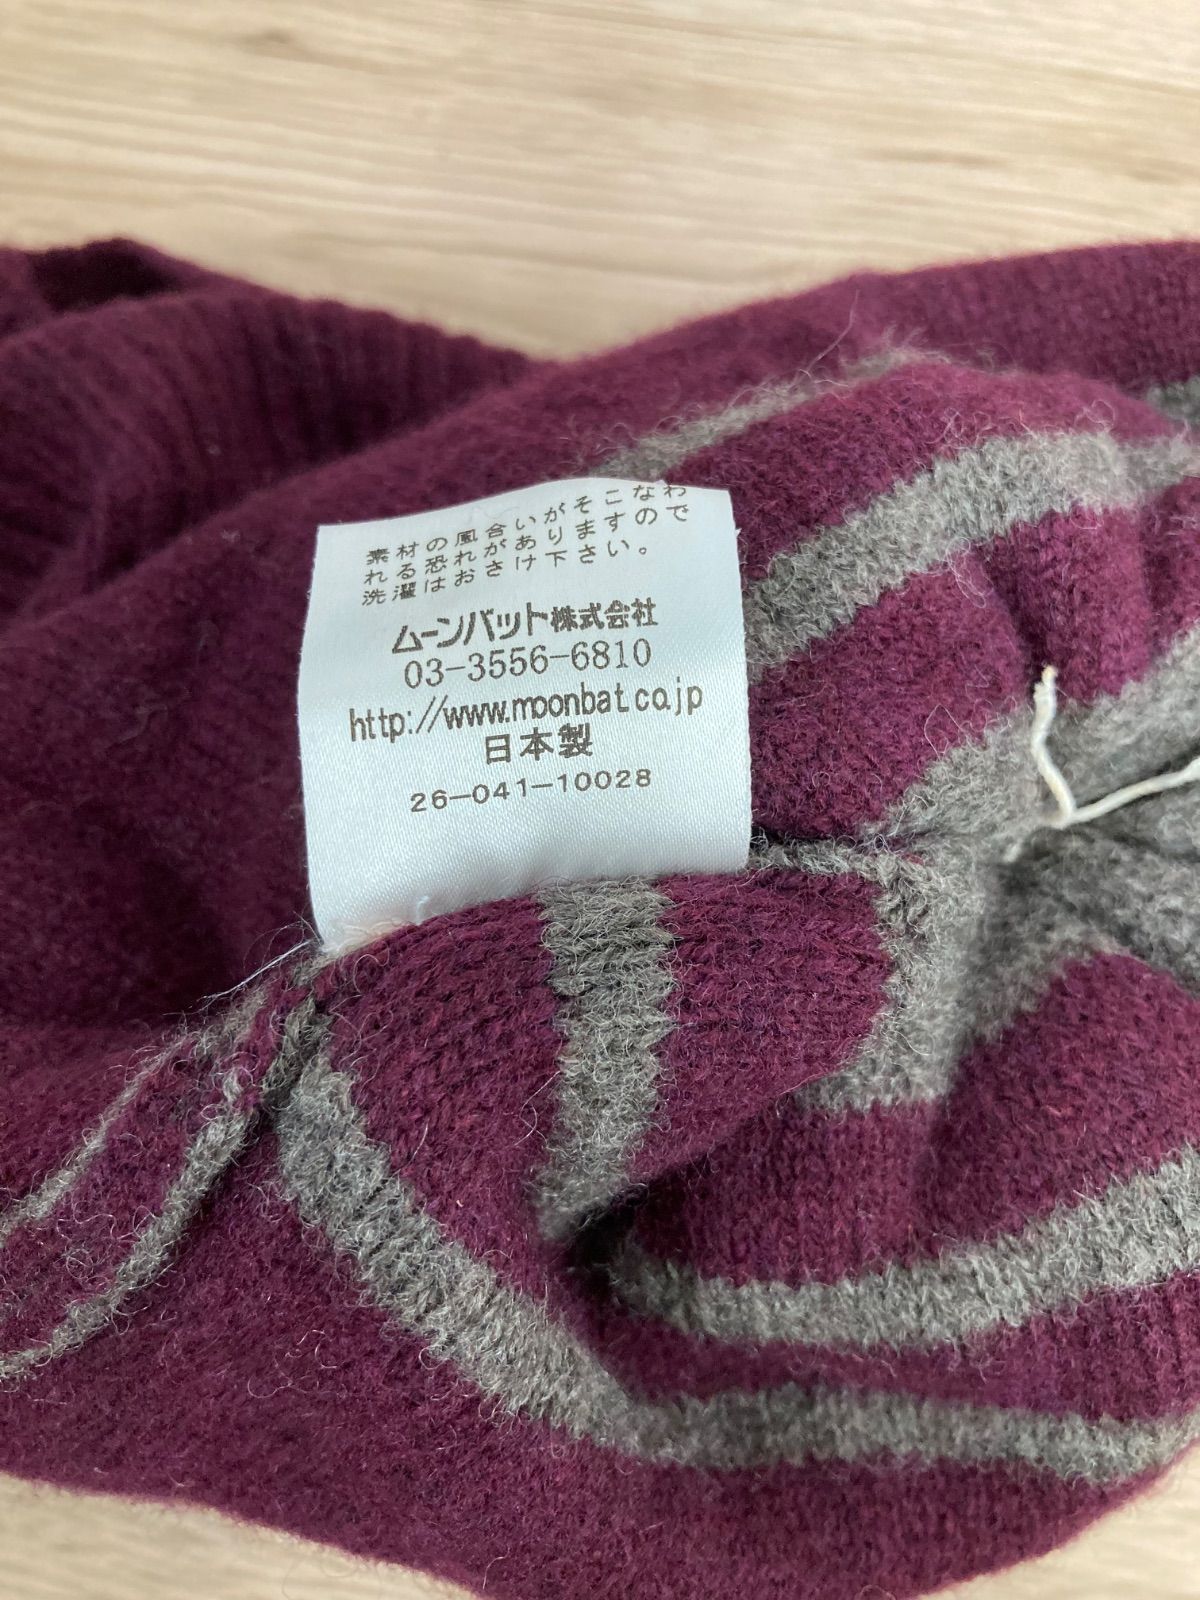 素材の風合いがそこなわ
れる恐れがありますので
洗濯はおさけ下さい。
ムーンバット株式会社
03-3556-6810
http://www.moonbat.co.jp
日本製
26-041-10028